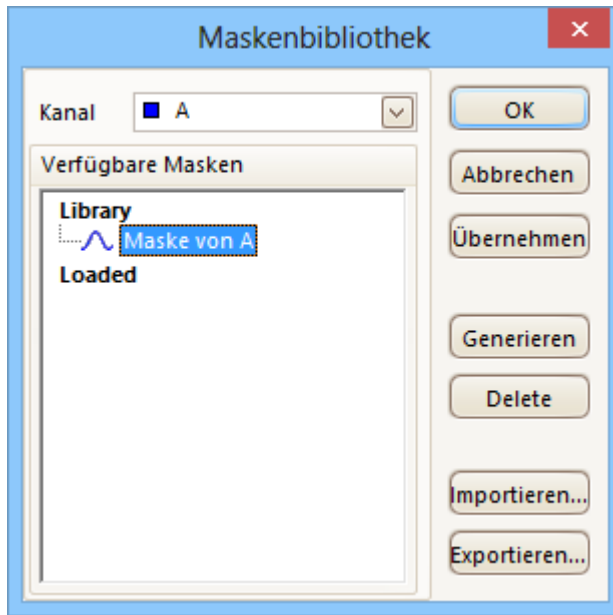 Maskenbibliothek
Kanal
A
OK
Verfügbare Masken
Abbrechen
Library
Maske von A
Übernehmen
Loaded
Generieren
Delete
Importieren...
Exportieren...